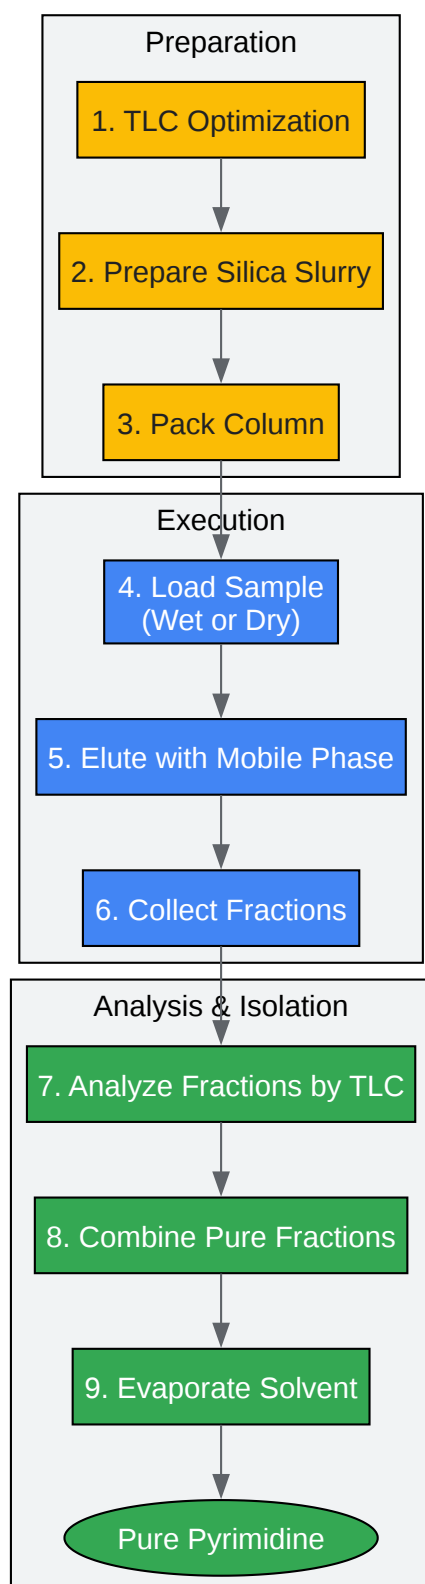 Preparation
1. TLC Optimization
2. Prepare Silica Slurry
3. Pack Column
Execution
4. Load Sample
(Wet or Dry)
5. Elute with Mobile Phase
6. Collect Fractions
Analysis & Isolation
7. Analyze Fractions by TLC
8. Combine Pure Fractions
9. Evaporate Solvent
Pure Pyrimidine